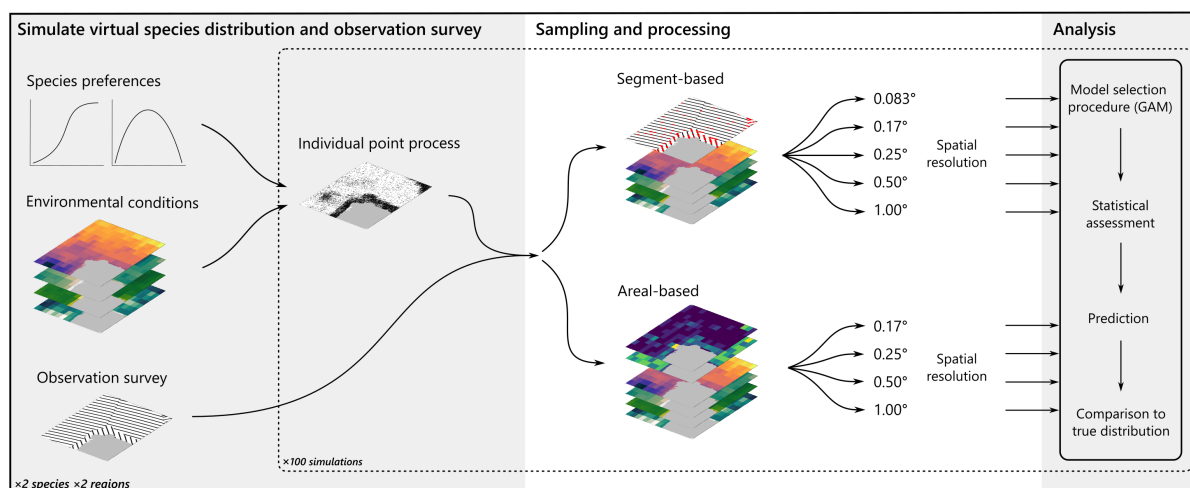 Simulate virtual species distribution and observation survey
Sampling and processing
Analysis
Species preferences
Environmental conditions
Observation survey
Individual point process
Segment-based
0.083°
0.17°
0.25°
0.50°
1.00°
Spatial
resolution
Areal-based
0.17°
0.25°
0.50°
1.00°
Spatial
resolution
Model selection
procedure (GAM)
Statistical
assessment
Prediction
Comparison to
true distribution
×100 simulations
×2 species ×2 regions